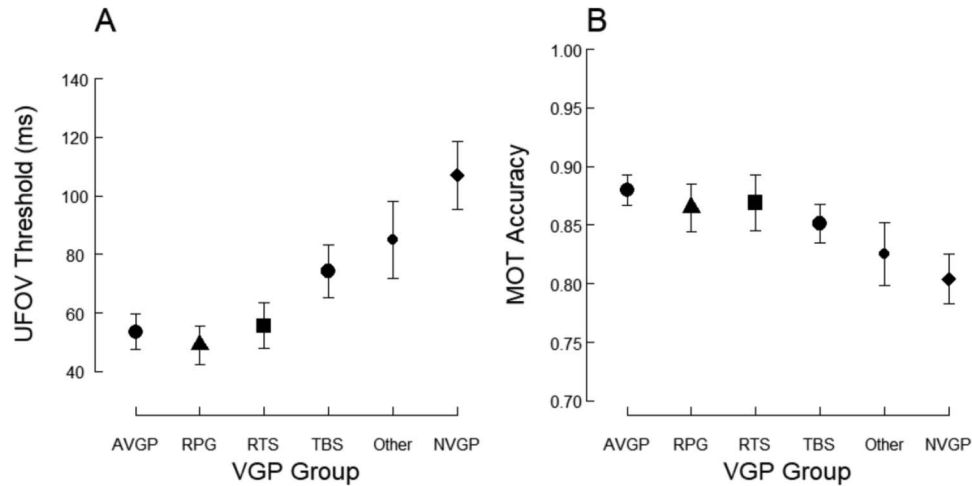 A
UFOV Threshold (ms)
140
120
100
80
60
40
AVGP RPG RTS TBS Other NVGP
VGP Group
B
MOT Accuracy
1.00
0.95
0.90
0.85
0.80
0.75
0.70
AVGP RPG RTS TBS Other NVGP
VGP Group